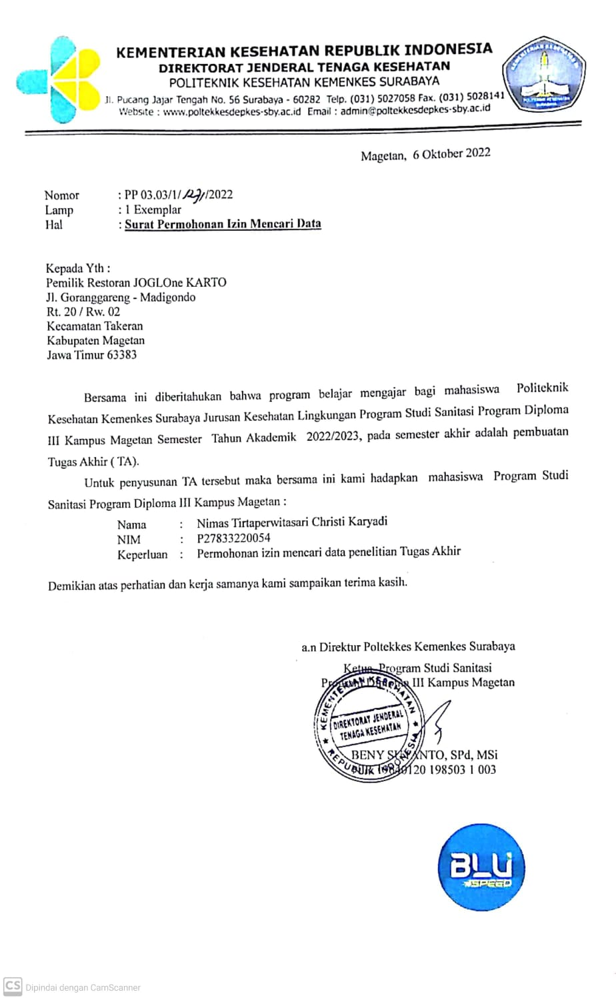 KEMENTERIAN KESEHATAN REPUBLIK INDONESIA
DIREKTORAT JENDERAL TENAGA KESEHATAN
POLITEKNIK KESEHATAN KEMENKES SURABAYA
Jl. Pucang Jajar Tengah No. 56 Surabaya - 60282 Telp. (031) 5027058 Fax. (031) 5028141
Website : www.poltekkesdepkes-sby.ac.id Email : admin@poltekkesdepkes-sby.ac.id
Magetan, 6 Oktober 2022
Nomor : PP 03.03/1/ /2022
Lamp : 1 Exemplar
Hal : Surat Permohonan Izin Mencari Data
Kepada Yth :
Pemilik Restoran JOGLOne KARTO
Jl. Goranggareng - Madigondo
Rt. 20 / Rw. 02
Kecamatan Takeran
Kabupaten Magetan
Jawa Timur 63383
Bersama ini diberitahukan bahwa program belajar mengajar bagi mahasiswa Politeknik
Kesehatan Kemenkes Surabaya Jurusan Kesehatan Lingkungan Program Studi Sanitasi Program Diploma
III Kampus Magetan Semester Tahun Akademik 2022/2023, pada semester akhir adalah pembuatan
Tugas Akhir ( TA).
Untuk penyusunan TA tersebut maka bersama ini kami hadapkan mahasiswa Program Studi
Sanitasi Program Diploma III Kampus Magetan :
Nama : Nimas Tirtaperwitasari Christi Karyadi
NIM : P27833220054
Keperluan : Permohonan izin mencari data penelitian Tugas Akhir
Demikian atas perhatian dan kerja samanya kami sampaikan terima kasih.
a.n Direktur Poltekkes Kemenkes Surabaya
Ketua Program Studi Sanitasi
III Kampus Magetan
KEMENTERIAN KESEHATAN
DIREKTORAT JENDERAL
TENAGA KESEHATAN
REPUBLIK INDONESIA
BENY , SPd, MSi
198503 1 003
BLU
SPEED
CS Dipindai dengan CamScanner